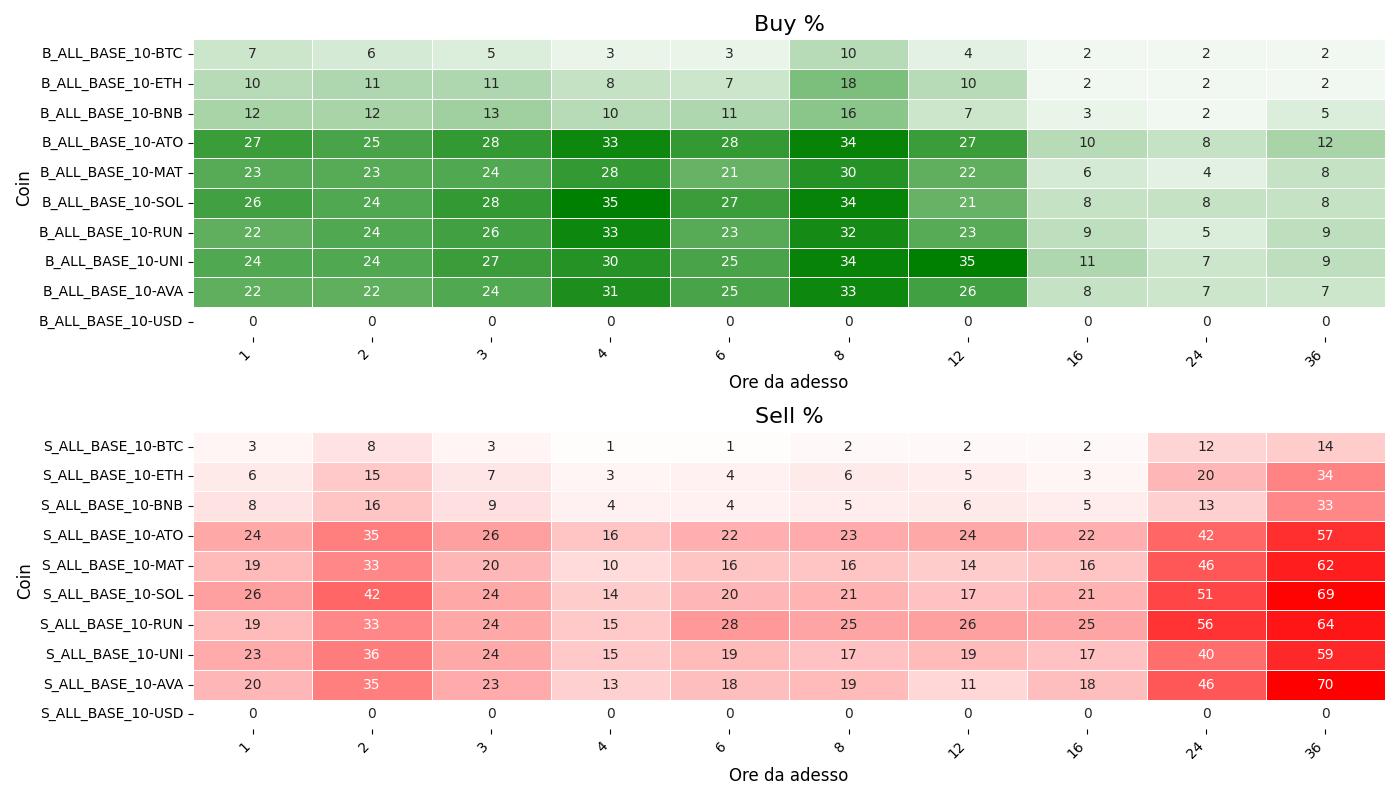 Buy %
Coin
B_ALL_BASE_10-BTC 7 6 5 3 3 10 4 2 2 2
B_ALL_BASE_10-ETH 10 11 11 8 7 18 10 2 2 2
B_ALL_BASE_10-BNB 12 12 13 10 11 16 7 3 2 5
B_ALL_BASE_10-ATO 27 25 28 33 28 34 27 10 8 12
B_ALL_BASE_10-MAT 23 23 24 28 21 30 22 6 4 8
B_ALL_BASE_10-SOL 26 24 28 35 27 34 21 8 8 8
B_ALL_BASE_10-RUN 22 24 26 33 23 32 23 9 5 9
B_ALL_BASE_10-UNI 24 24 27 30 25 34 35 11 7 9
B_ALL_BASE_10-AVA 22 22 24 31 25 33 26 8 7 7
B_ALL_BASE_10-USD 0 0 0 0 0 0 0 0 0 0
1 2 3 4 6 8 12 16 24 36
Ore da adesso
Sell %
Coin
S_ALL_BASE_10-BTC 3 8 3 1 1 2 2 2 12 14
S_ALL_BASE_10-ETH 6 15 7 3 4 6 5 3 20 34
S_ALL_BASE_10-BNB 8 16 9 4 4 5 6 5 13 33
S_ALL_BASE_10-ATO 24 35 26 16 22 23 24 22 42 57
S_ALL_BASE_10-MAT 19 33 20 10 16 16 14 16 46 62
S_ALL_BASE_10-SOL 26 42 24 14 20 21 17 21 51 69
S_ALL_BASE_10-RUN 19 33 24 15 28 25 26 25 56 64
S_ALL_BASE_10-UNI 23 36 24 15 19 17 19 17 40 59
S_ALL_BASE_10-AVA 20 35 23 13 18 19 11 18 46 70
S_ALL_BASE_10-USD 0 0 0 0 0 0 0 0 0 0
1 2 3 4 6 8 12 16 24 36
Ore da adesso